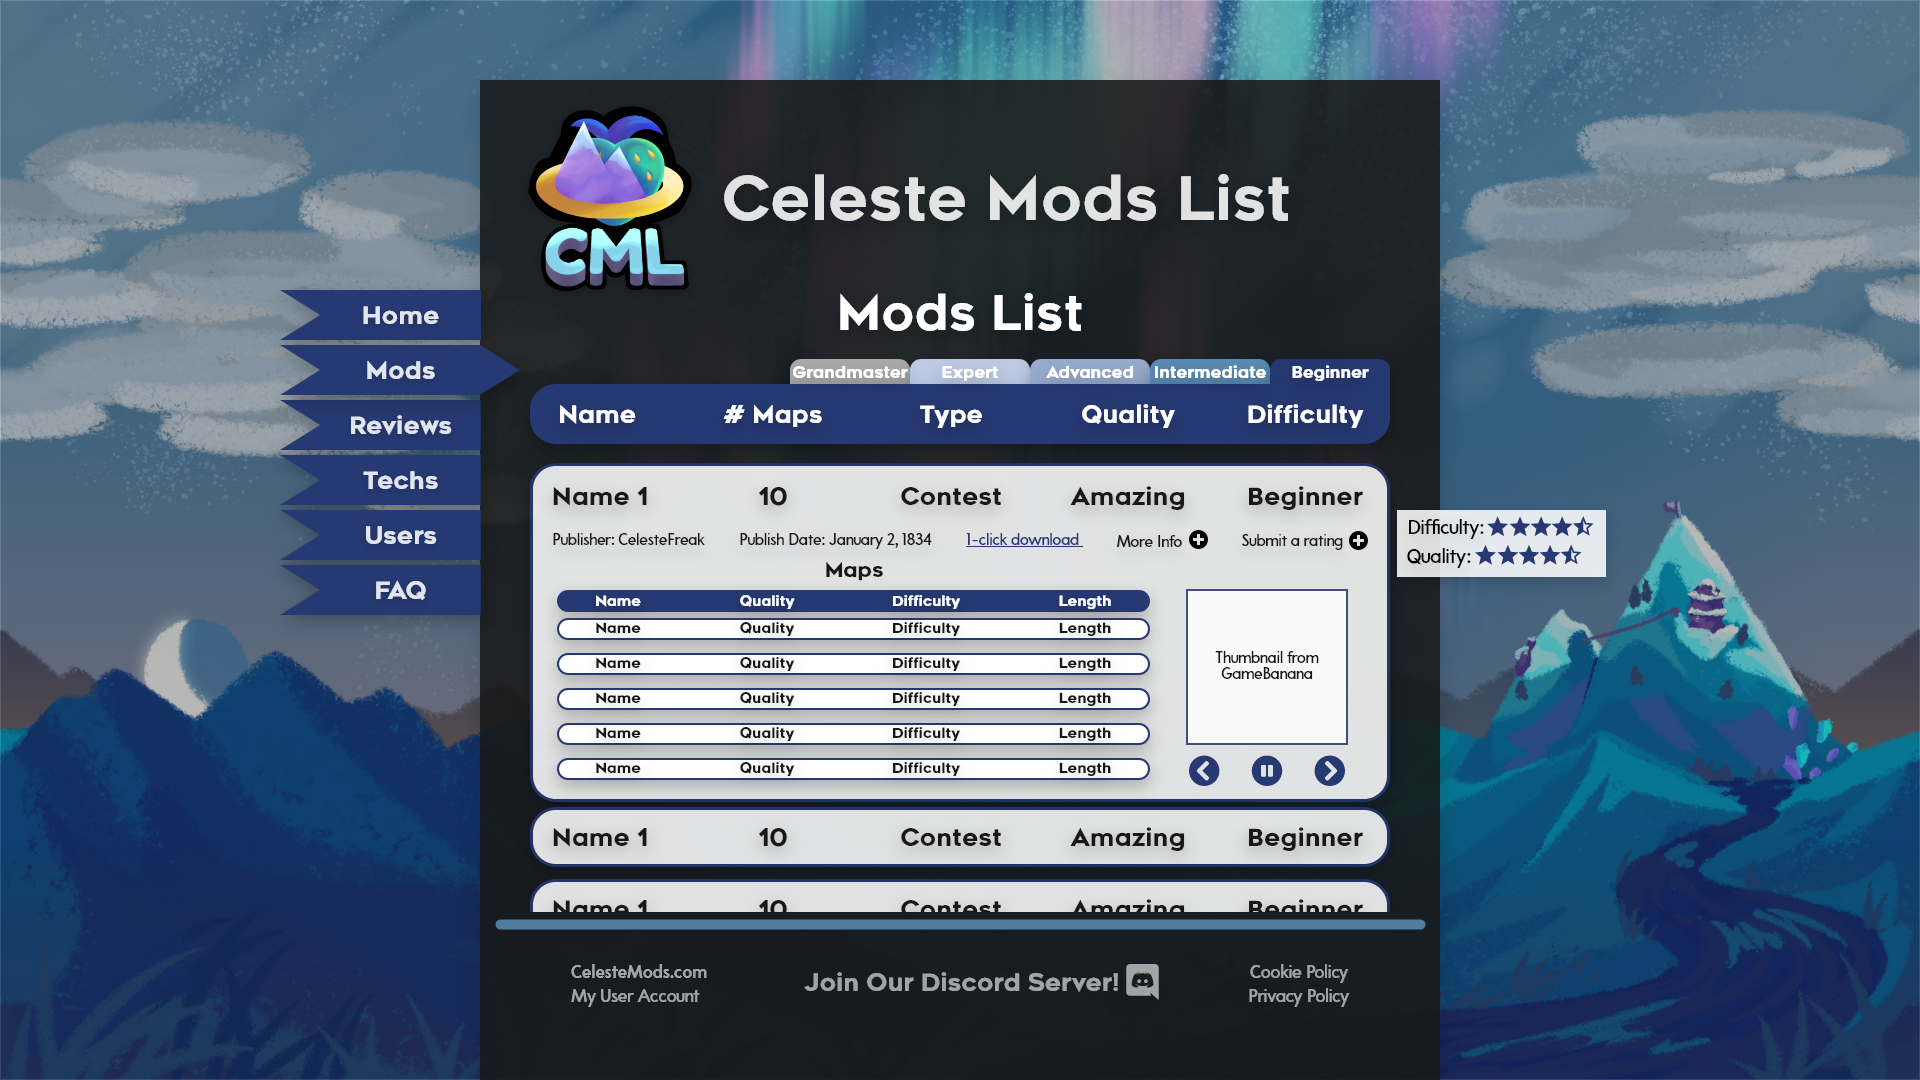 CML
Celeste Mods List
Home
Mods
Reviews
Techs
Users
FAQ
Mods List
Grandmaster Expert Advanced Intermediate Beginner
Name # Maps Type Quality Difficulty
Name 1 10 Contest Amazing Beginner
Publisher: CelesteFreak Publish Date: January 2, 1834 1-click download More Info Submit a rating
Difficulty:
Quality:
Maps
Name Quality Difficulty Length
Name Quality Difficulty Length
Name Quality Difficulty Length
Name Quality Difficulty Length
Name Quality Difficulty Length
Name Quality Difficulty Length
Thumbnail from
GameBanana
Name 1 10 Contest Amazing Beginner
Name 1 10 Contest Amazing Beginner
CelesteMods.com
My User Account
Join Our Discord Server!
Cookie Policy
Privacy Policy